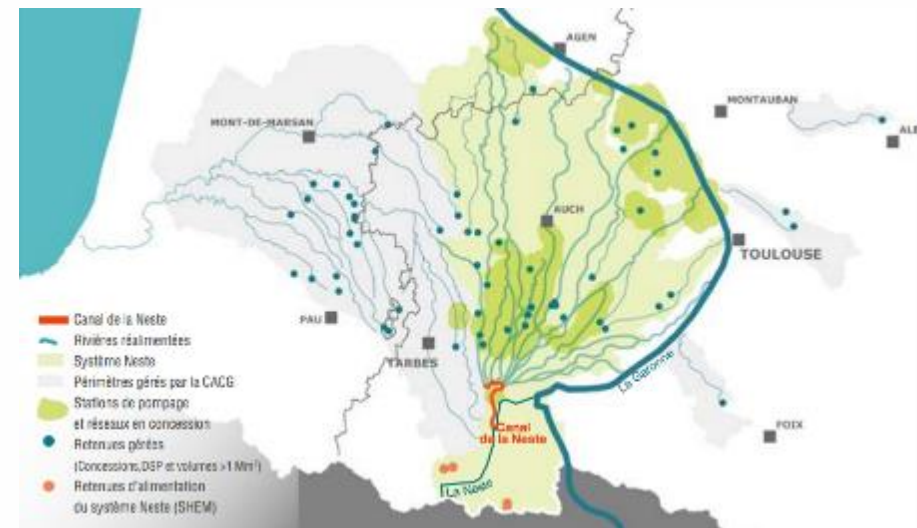 AGEN
MONTAUBAN
MONT-DE-MARSAN
AUCH
TOULOUSE
PAU
TARBES
La Garonne
FOIX
Canal
de la Neste
La Neste
Canal de la Neste
Rivières réalimentées
Système Neste
Périmètres gérés par la CACG
Stations de pompage
et réseaux en concession
Retenues gérées
(Concessions, DSP et volumes >1 Mm³)
Retenues d'alimentation
du système Neste (SHEM)